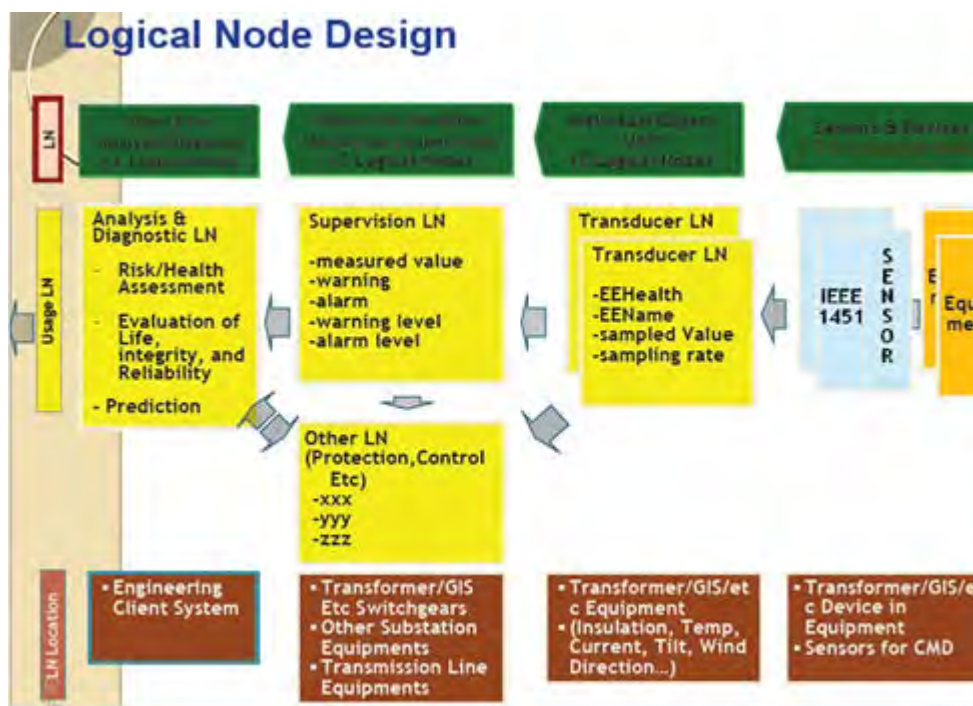 Logical Node Design
LN
Usage LN
Analysis &
Diagnostic LN
- Risk/Health
Assessment
- Evaluation of
Life,
integrity, and
Reliability
- Prediction
Supervision LN
-measured value
-warning
-alarm
-warning level
-alarm level
Other LN
(Protection,Control
Etc)
-xxx
-yyy
-zzz
Transducer LN
Transducer LN
-EEHealth
-EEName
-sampled Value
-sampling rate
IEEE
1451
SENSOR
E
Equ
me
LN Location
▪ Engineering
Client System
▪ Transformer/GIS
Etc Switchgears
▪ Other Substation
Equipments
▪ Transmission Line
Equipments
▪ Transformer/GIS/et
c Equipment
▪ (Insulation, Temp,
Current, Tilt, Wind
Direction…)
▪ Transformer/GIS/e
c Device in
Equipment
▪ Sensors for CMD